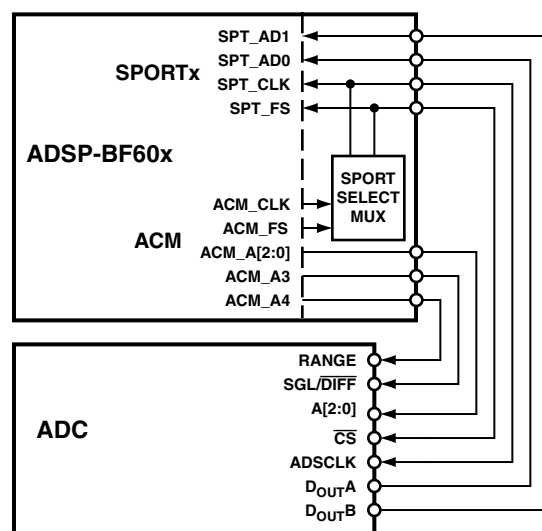 SPT_AD1
SPT_AD0
SPORTx
SPT_CLK
SPT_FS
ADSP-BF60x
SPORT
SELECT
MUX
ACM_CLK
ACM_FS
ACM
ACM_A[2:0]
ACM_A3
ACM_A4
RANGE
SGL/DIFF
A[2:0]
ADC
CS
ADSCLK
DOUTA
DOUTB